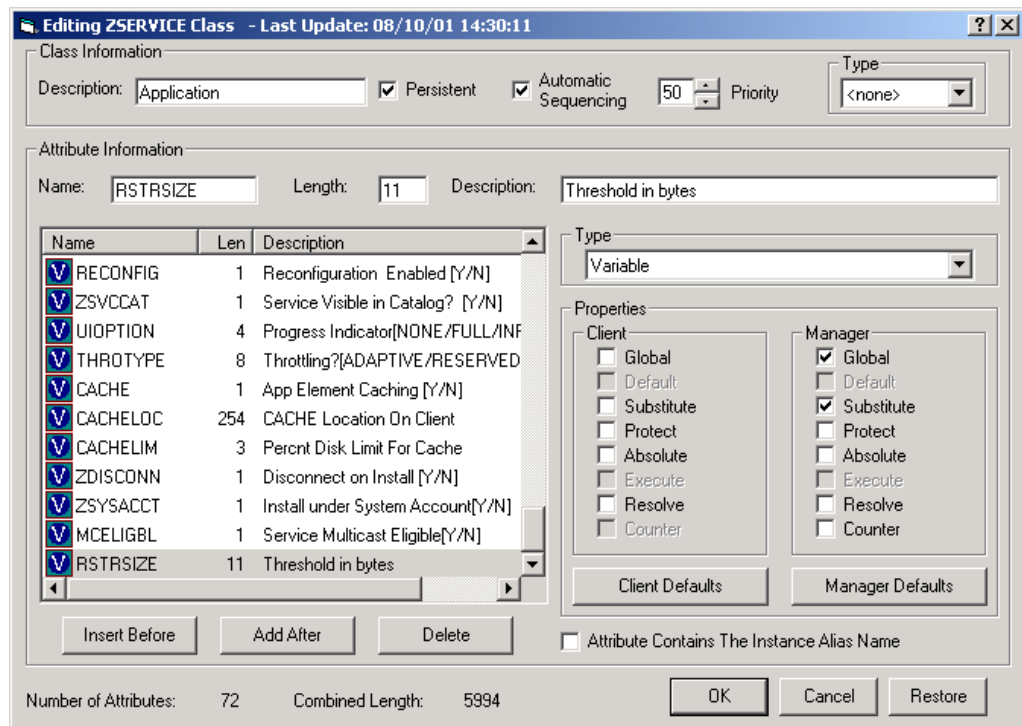 Editing ZSERVICE Class - Last Update: 08/10/01 14:30:11
Class Information
Description: Application
Persistent
Automatic Sequencing
50 Priority
Type
<none>
Attribute Information
Name: RSTRSIZE Length: 11 Description: Threshold in bytes
Name Len Description
V RECONFIG 1 Reconfiguration Enabled [Y/N]
V ZSVCCAT 1 Service Visible in Catalog? [Y/N]
V UIOPTION 4 Progress Indicator[NONE/FULL/INF
V THROTYPE 8 Throttling?[ADAPTIVE/RESERVED
V CACHE 1 App Element Caching [Y/N]
V CACHELOC 254 CACHE Location On Client
V CACHELIM 3 Percnt Disk Limit For Cache
V ZDISCONN 1 Disconnect on Install [Y/N]
V ZSYSACCT 1 Install under System Account[Y/N]
V MCELIGBL 1 Service Multicast Eligible[Y/N]
V RSTRSIZE 11 Threshold in bytes
Insert Before Add After Delete
Type
Variable
Properties
Client
Global
Default
Substitute
Protect
Absolute
Execute
Resolve
Counter
Client Defaults
Manager
Global
Default
Substitute
Protect
Absolute
Execute
Resolve
Counter
Manager Defaults
Attribute Contains The Instance Alias Name
Number of Attributes: 72 Combined Length: 5994
OK Cancel Restore